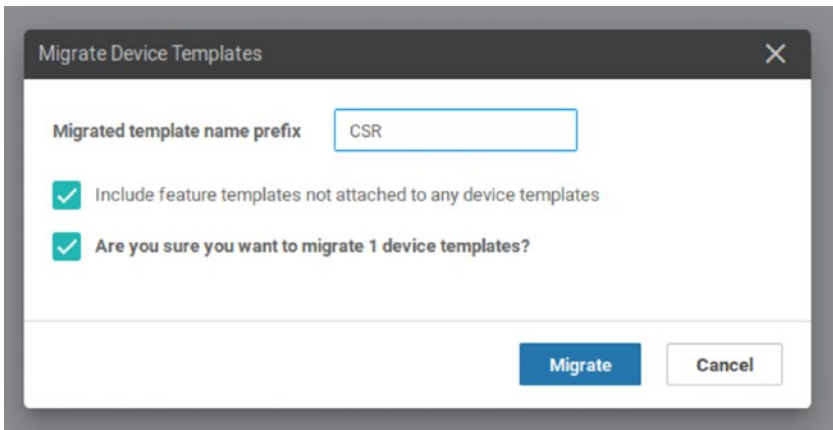 Migrate Device Templates
Migrated template name prefix CSR
Include feature templates not attached to any device templates
Are you sure you want to migrate 1 device templates?
Migrate Cancel